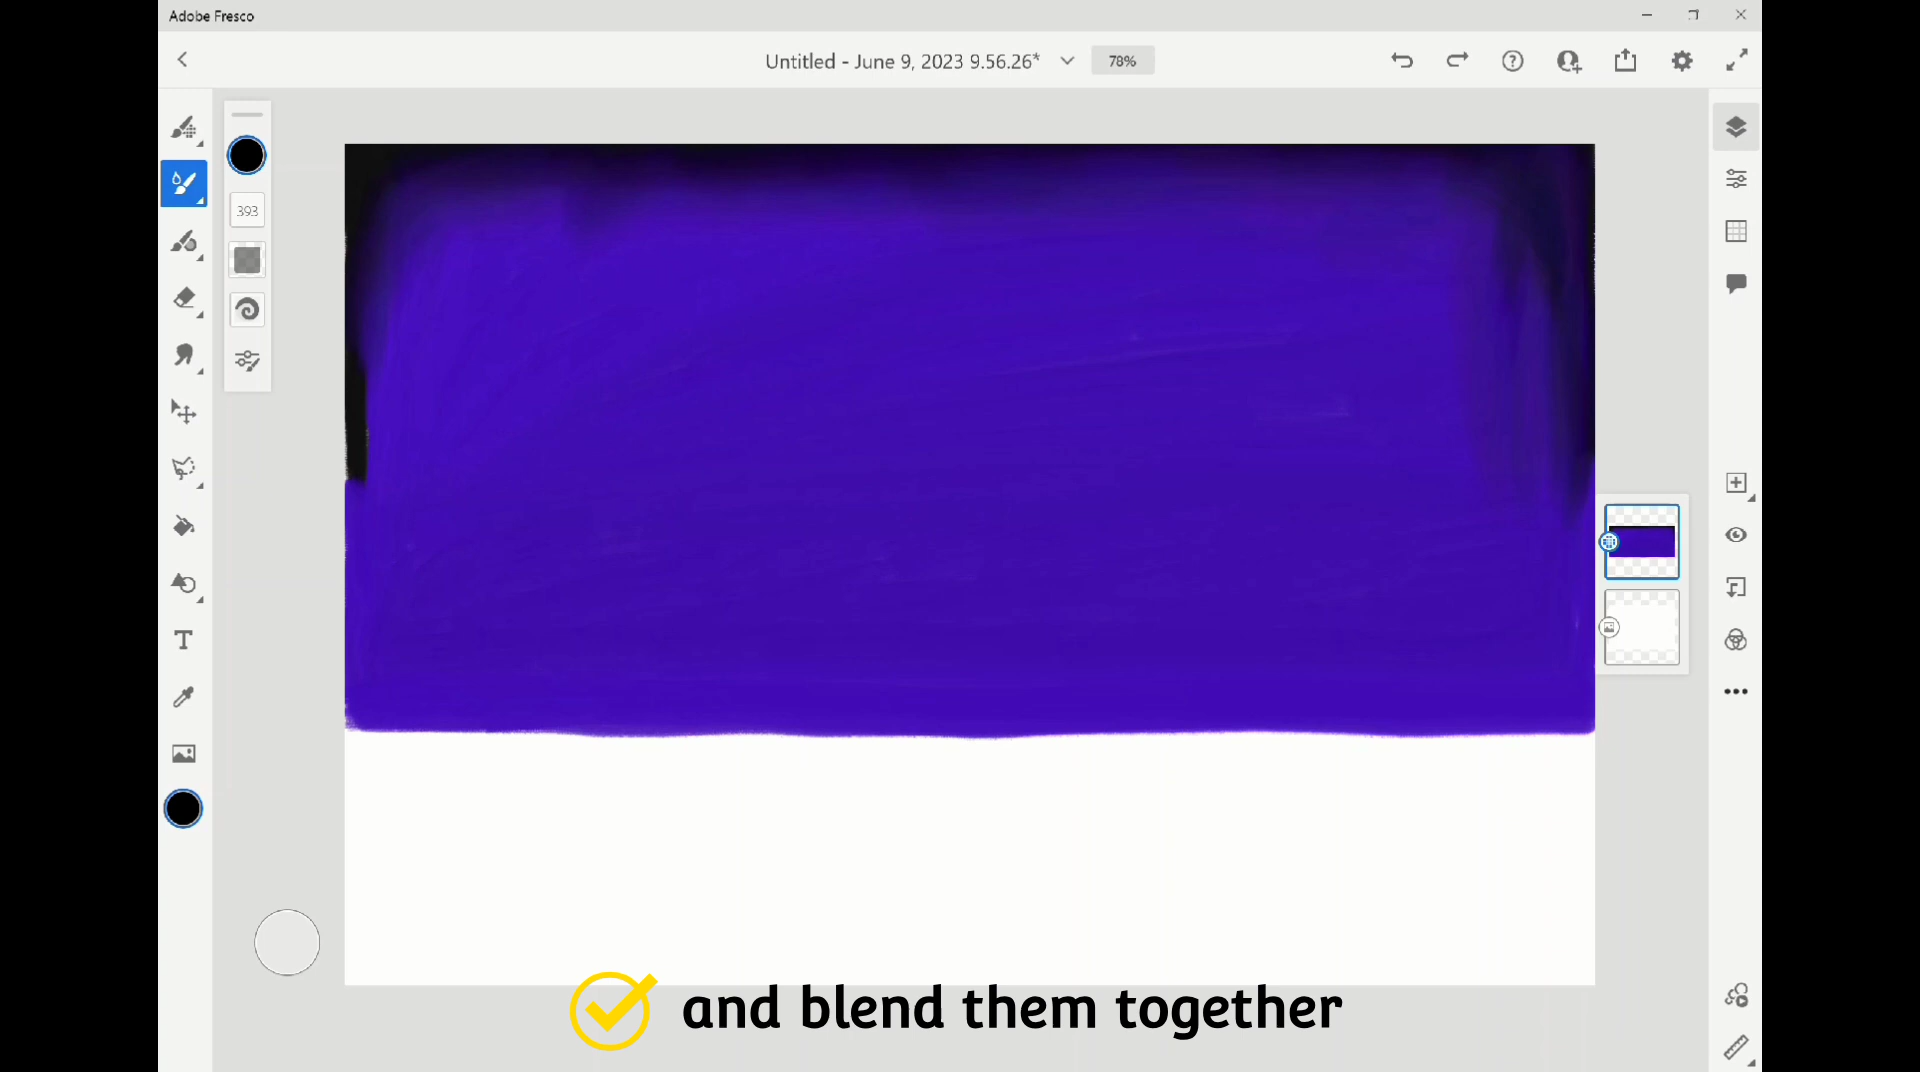 Adobe Fresco
Untitled - June 9, 2023 9.56.26*
78%
393
T
and blend them together